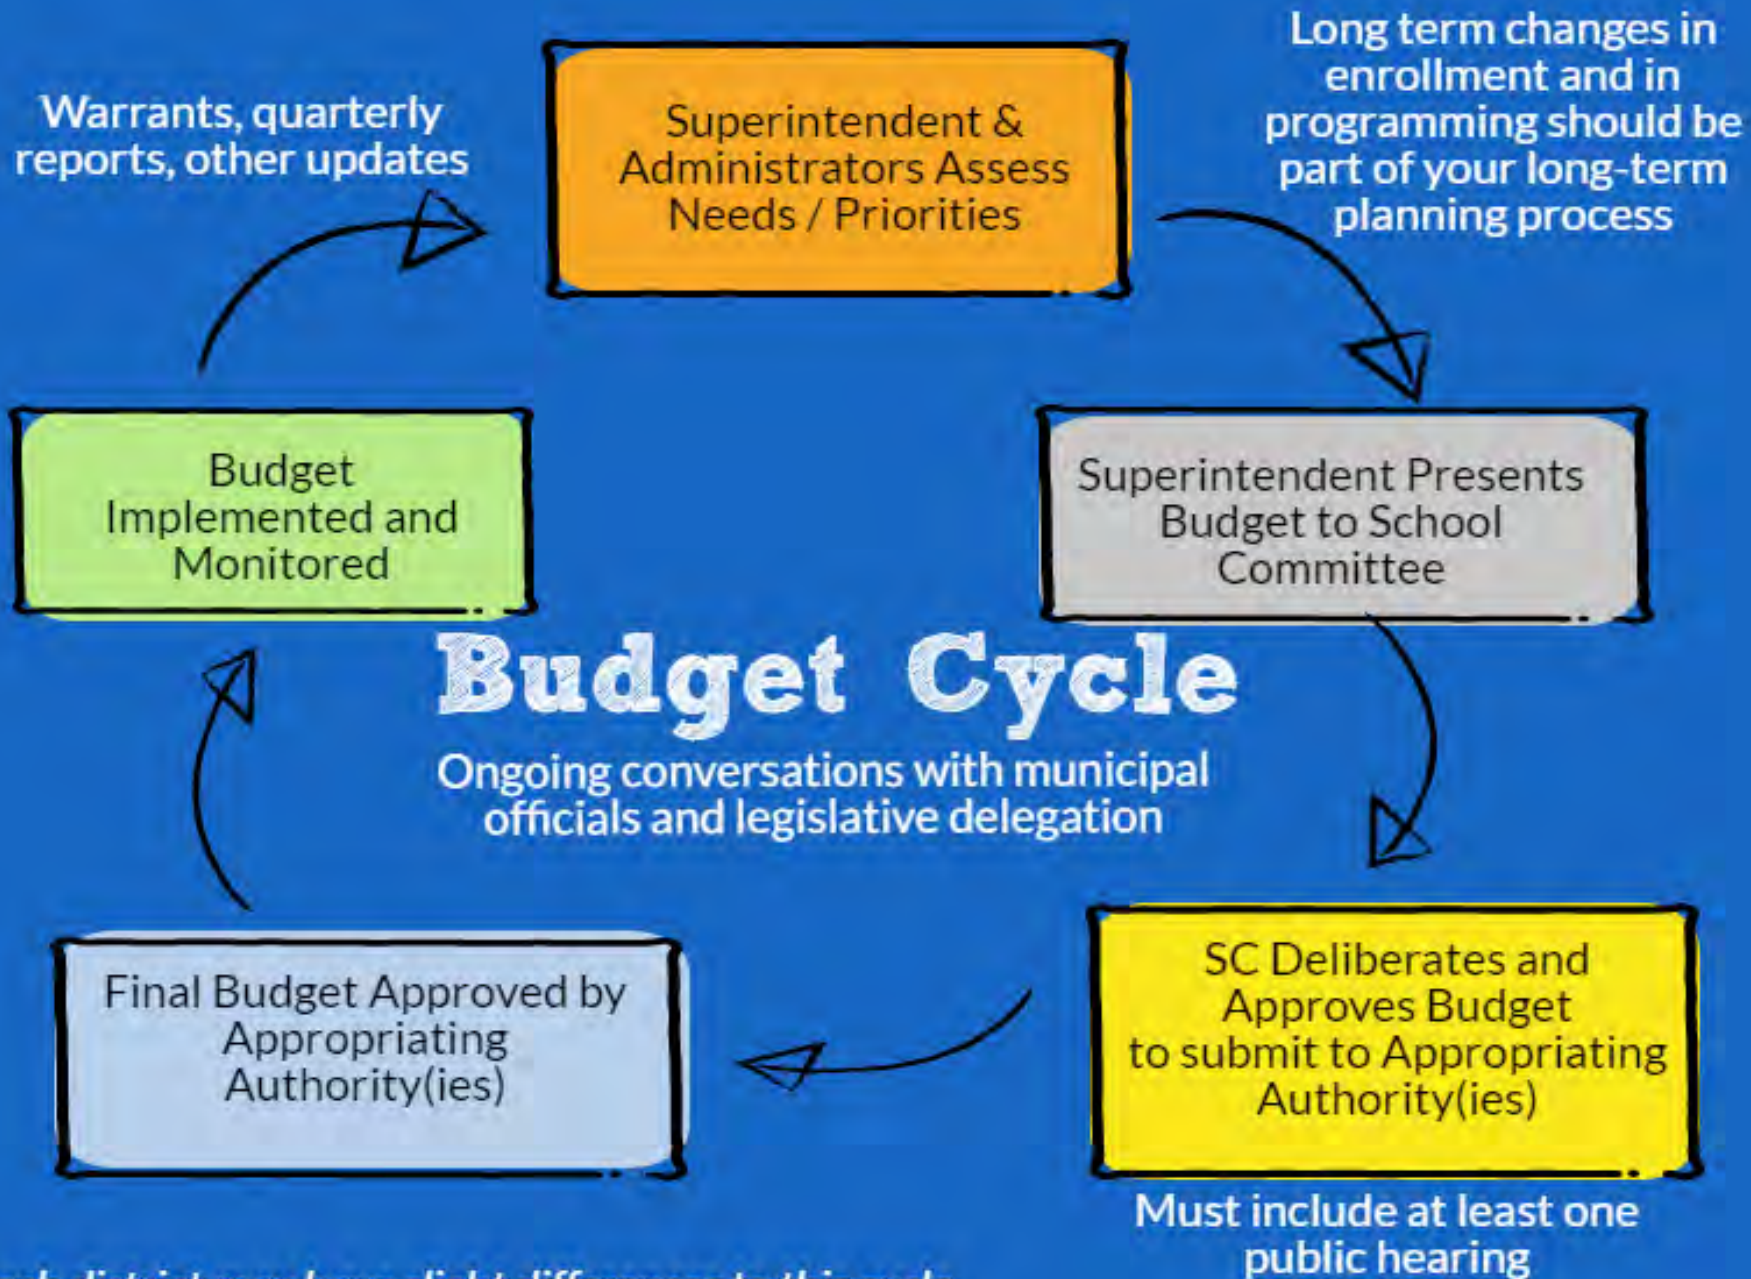 Warrants, quarterly
reports, other updates
Superintendent &
Administrators Assess
Needs / Priorities
Long term changes in
enrollment and in
programming should be
part of your long-term
planning process
Budget
Implemented and
Monitored
Superintendent Presents
Budget to School
Committee
Budget Cycle
Ongoing conversations with municipal
officials and legislative delegation
Final Budget Approved by
Appropriating
Authority(ies)
SC Deliberates and
Approves Budget
to submit to Appropriating
Authority(ies)
Must include at least one
public hearing